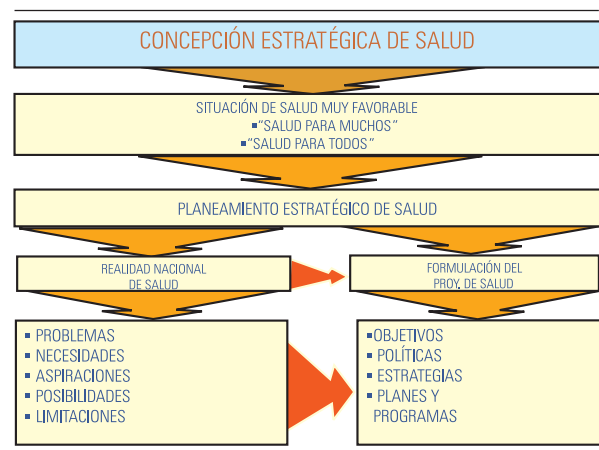 CONCEPCIÓN ESTRATÉGICA DE SALUD
SITUACIÓN DE SALUD MUY FAVORABLE
▪"SALUD PARA MUCHOS"
▪"SALUD PARA TODOS"
PLANEAMIENTO ESTRATÉGICO DE SALUD
REALIDAD NACIONAL
DE SALUD
FORMULACIÓN DEL
PROY. DE SALUD
▪ PROBLEMAS
▪ NECESIDADES
▪ ASPIRACIONES
▪ POSIBILIDADES
▪ LIMITACIONES
▪OBJETIVOS
▪ POLÍTICAS
▪ ESTRATEGIAS
▪ PLANES Y
PROGRAMAS